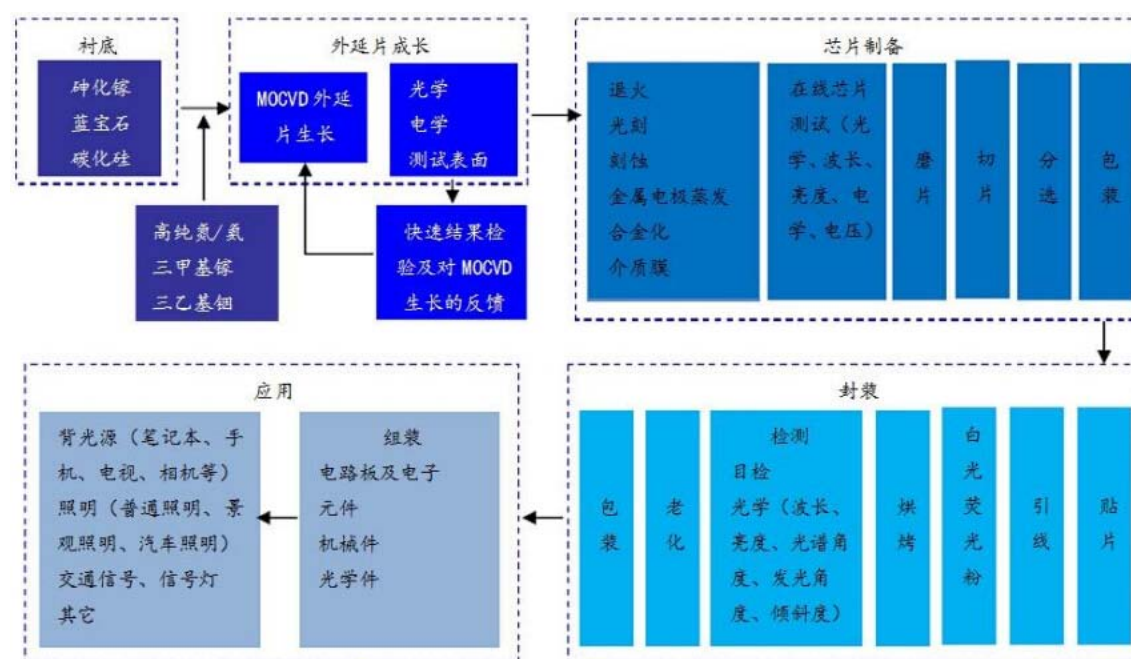 衬底
砷化镓
蓝宝石
碳化硅
高纯氮/氨
三甲基镓
三乙基铟
外延片成长
MOCVD 外延
片生长
光学
电学
测试表面
快速结果检
验及对 MOCVD
生长的反馈
芯片制备
退火
光刻
刻蚀
金属电极蒸发
合金化
介质膜
在线芯片
测试（光
学、波长、
亮度、电
学、电压）
磨片
切片
分选
包装
封装
贴片
引线
白光荧光粉
烘烤
检测
目检
光学（波长、
亮度、光谱角
度、发光角
度、倾斜度）
老化
包装
应用
组装
电路板及电子
元件
机械件
光学件
背光源（笔记本、手
机、电视、相机等）
照明（普通照明、景
观照明、汽车照明）
交通信号、信号灯
其它